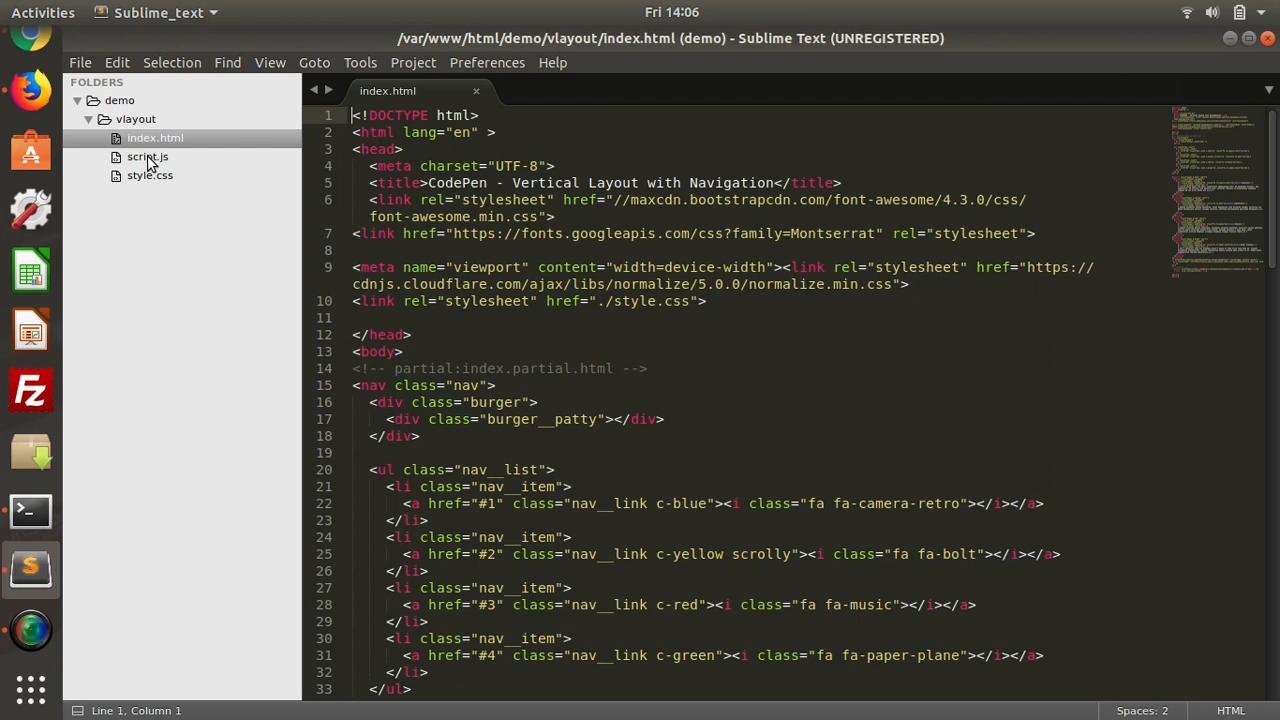 Activities
Sublime_text
Fri 14:06
/var/www/html/demo/vlayout/index.html (demo) - Sublime Text (UNREGISTERED)
File Edit Selection Find View Goto Tools Project Preferences Help
FOLDERS
demo
vlayout
index.html
script.js
style.css
index.html
1 <!DOCTYPE html>
2 <html lang="en" >
3 <head>
4 <meta charset="UTF-8">
5 <title>CodePen - Vertical Layout with Navigation</title>
6 <link rel="stylesheet" href="//maxcdn.bootstrapcdn.com/font-awesome/4.3.0/css/
font-awesome.min.css">
7 <link href="https://fonts.googleapis.com/css?family=Montserrat" rel="stylesheet">
8
9 <meta name="viewport" content="width=device-width"><link rel="stylesheet" href="https://
cdnjs.cloudflare.com/ajax/libs/normalize/5.0.0/normalize.min.css">
10 <link rel="stylesheet" href="./style.css">
11
12 </head>
13 <body>
14 <!-- partial:index.partial.html -->
15 <nav class="nav">
16 <div class="burger">
17 <div class="burger__patty"></div>
18 </div>
19
20 <ul class="nav__list">
21 <li class="nav__item">
22 <a href="#1" class="nav__link c-blue"><i class="fa fa-camera-retro"></i></a>
23 </li>
24 <li class="nav__item">
25 <a href="#2" class="nav__link c-yellow scrolly"><i class="fa fa-bolt"></i></a>
26 </li>
27 <li class="nav__item">
28 <a href="#3" class="nav__link c-red"><i class="fa fa-music"></i></a>
29 </li>
30 <li class="nav__item">
31 <a href="#4" class="nav__link c-green"><i class="fa fa-paper-plane"></i></a>
32 </li>
33 </ul>
Line 1, Column 1
Spaces: 2
HTML